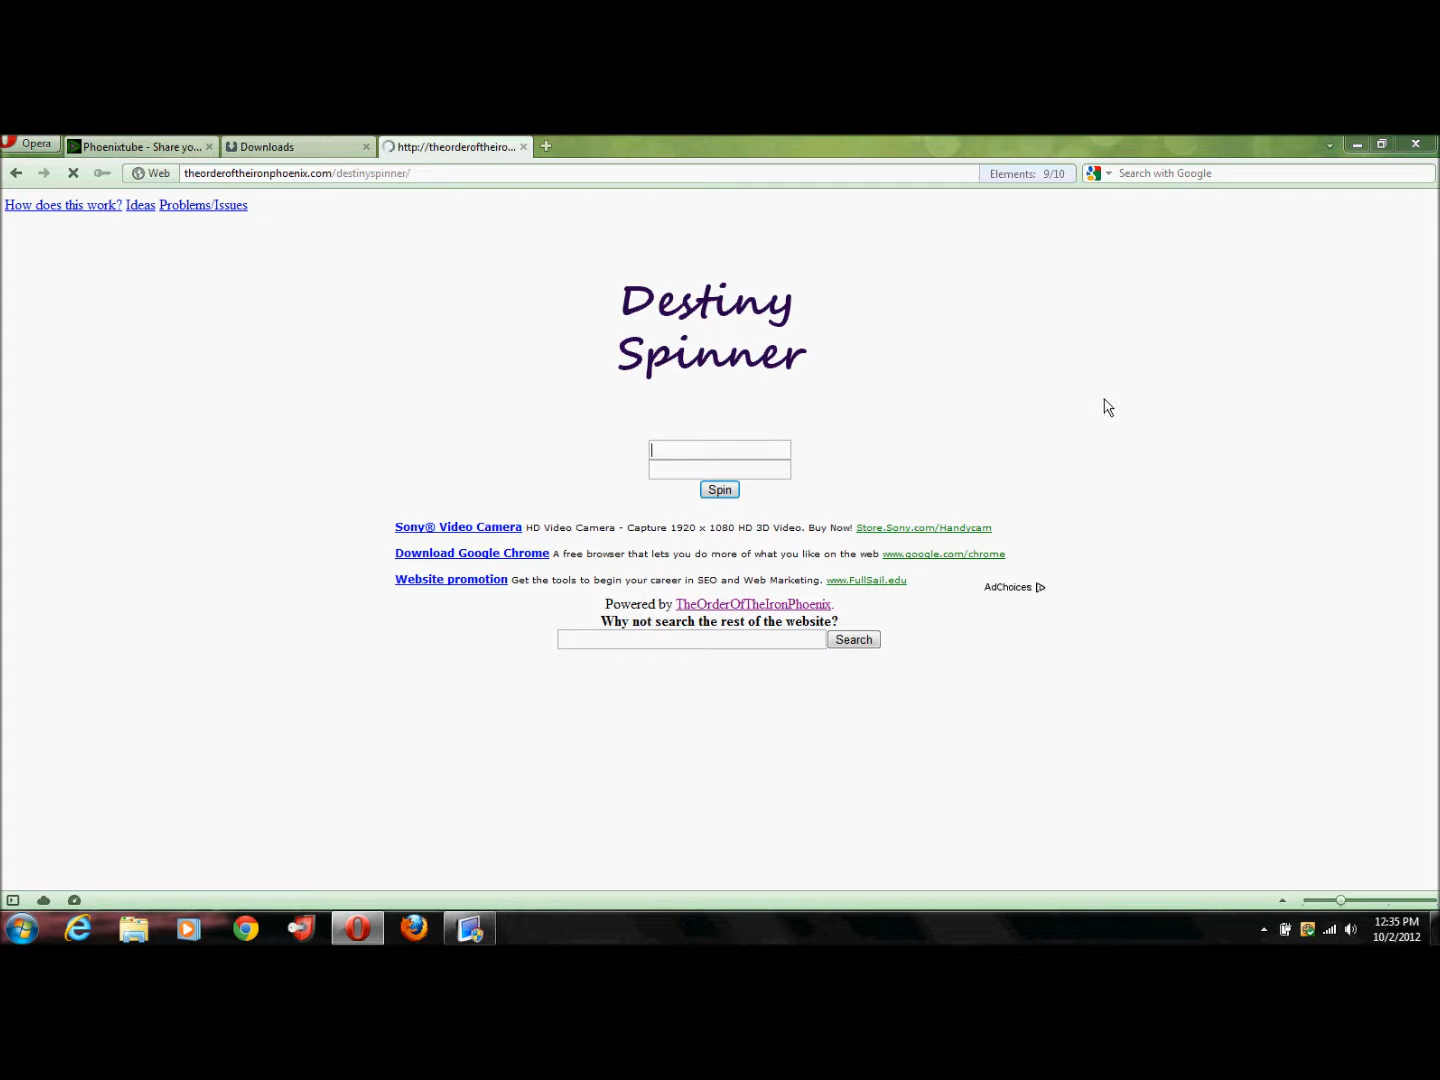 Opera
Phoenixtube - Share yo...
Downloads
http://theorderoftheiro...
Web
theorderoftheironphoenix.com/destinyspinner/
Elements: 9/10
Search with Google
How does this work? Ideas Problems/Issues
Destiny
Spinner
Spin
Sony® Video Camera HD Video Camera - Capture 1920 x 1080 HD 3D Video. Buy Now! Store.Sony.com/Handycam
Download Google Chrome A free browser that lets you do more of what you like on the web www.google.com/chrome
Website promotion Get the tools to begin your career in SEO and Web Marketing. www.FullSail.edu
AdChoices
Powered by TheOrderOfTheIronPhoenix.
Why not search the rest of the website?
Search
12:35 PM
10/2/2012